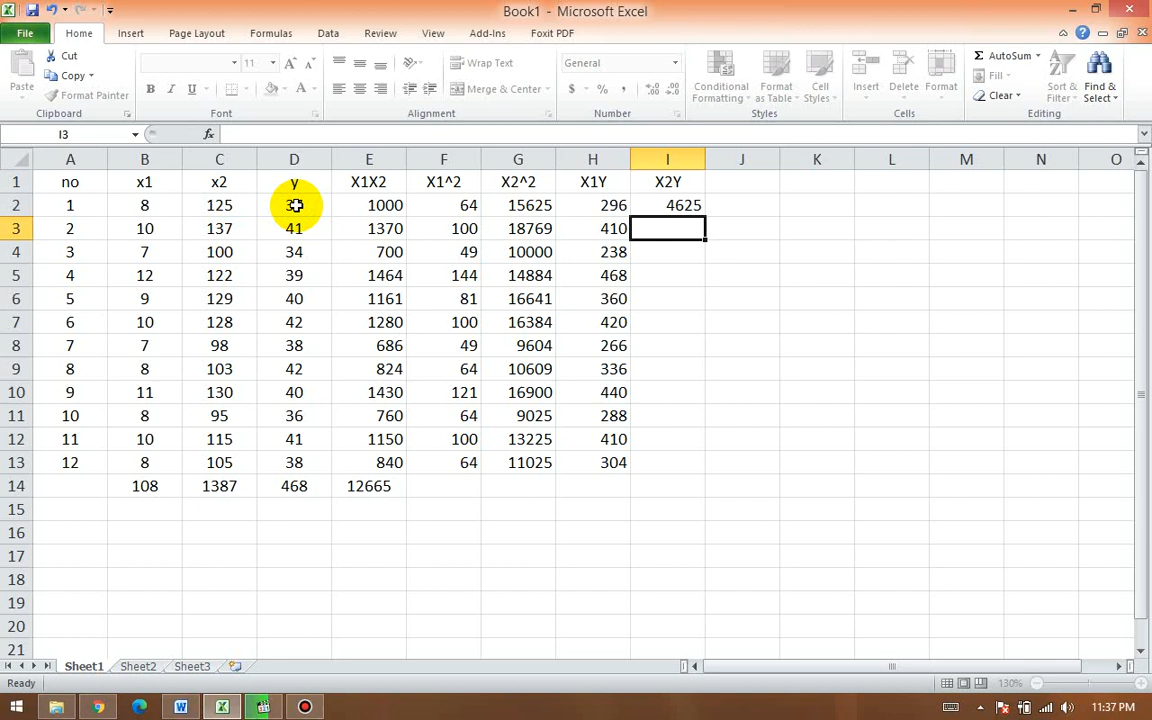 Book1 - Microsoft Excel
File Home Insert Page Layout Formulas Data Review View Add-Ins Foxit PDF
Cut
Copy
Format Painter
Paste
11
B I U
Wrap Text
Merge & Center
General
$ % ,
Conditional Formatting
Format as Table
Cell Styles
Insert Delete Format
AutoSum
Fill
Clear
Sort & Filter
Find & Select
Clipboard Font Alignment Number Styles Cells Editing
I3 fx
A B C D E F G H I J K L M N O
1 no x1 x2 y X1X2 X1^2 X2^2 X1Y X2Y
2 1 8 125 1000 64 15625 296 4625
3 2 10 137 41 1370 100 18769 410
4 3 7 100 34 700 49 10000 238
5 4 12 122 39 1464 144 14884 468
6 5 9 129 40 1161 81 16641 360
7 6 10 128 42 1280 100 16384 420
8 7 7 98 38 686 49 9604 266
9 8 8 103 42 824 64 10609 336
10 9 11 130 40 1430 121 16900 440
11 10 8 95 36 760 64 9025 288
12 11 10 115 41 1150 100 13225 410
13 12 8 105 38 840 64 11025 304
14 108 1387 468 12665
15
16
17
18
19
20
21
Sheet1 Sheet2 Sheet3
Ready 130%
11:37 PM